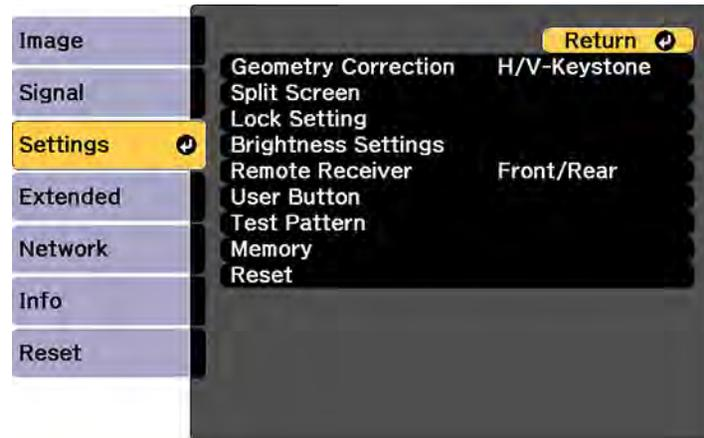 Image
Signal
Settings
Extended
Network
Info
Reset
Return
Geometry Correction H/V-Keystone
Split Screen
Lock Setting
Brightness Settings
Remote Receiver Front/Rear
User Button
Test Pattern
Memory
Reset